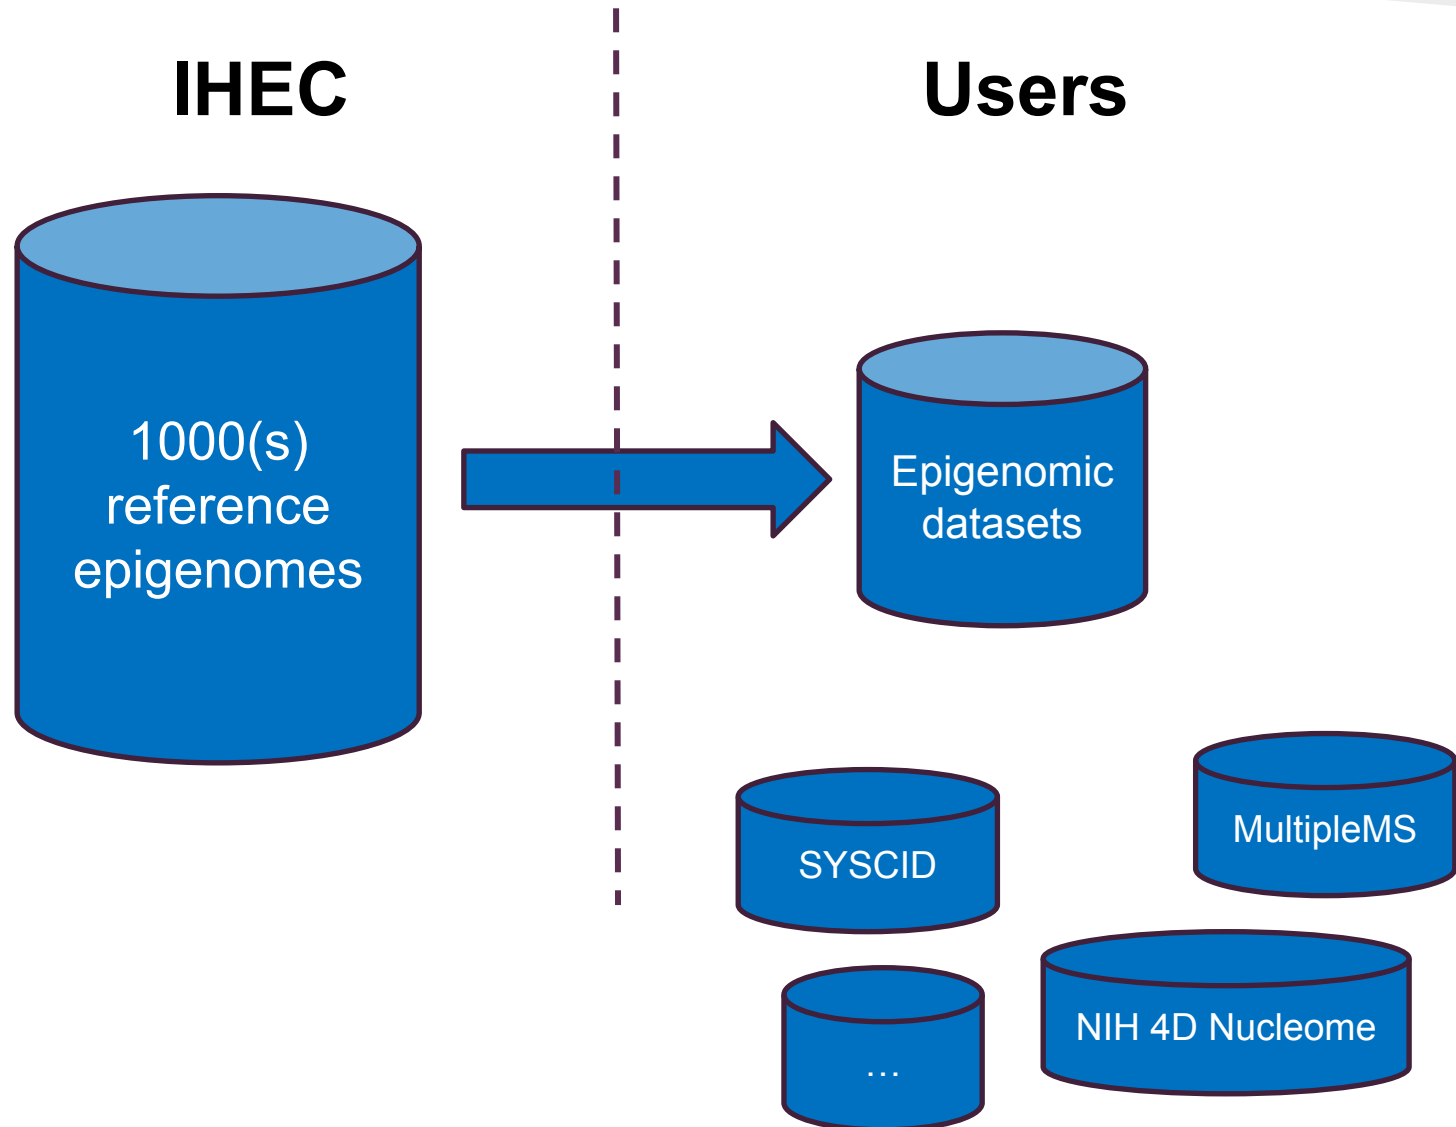 IHEC
Users
1000(s)
reference
epigenomes
Epigenomic
datasets
MultipleMS
SYSCID
NIH 4D Nucleome
…